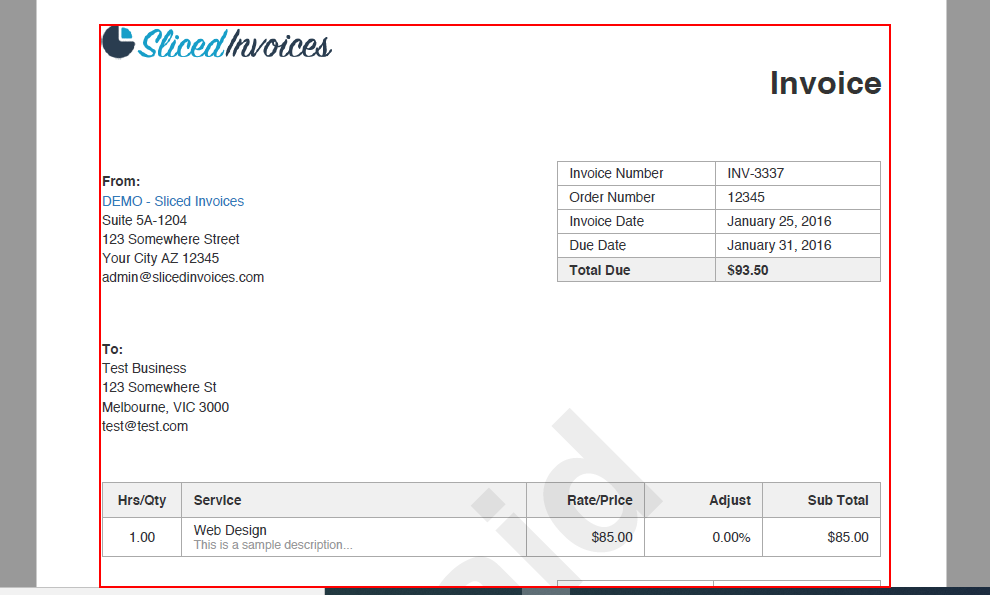 SlicedInvoices
Invoice
From:
DEMO - Sliced Invoices
Suite 5A-1204
123 Somewhere Street
Your City AZ 12345
admin@slicedinvoices.com
Invoice Number INV-3337
Order Number 12345
Invoice Date January 25, 2016
Due Date January 31, 2016
Total Due $93.50
To:
Test Business
123 Somewhere St
Melbourne, VIC 3000
test@test.com
Hrs/Qty Service Rate/Price Adjust Sub Total
1.00 Web Design $85.00 0.00% $85.00
This is a sample description...